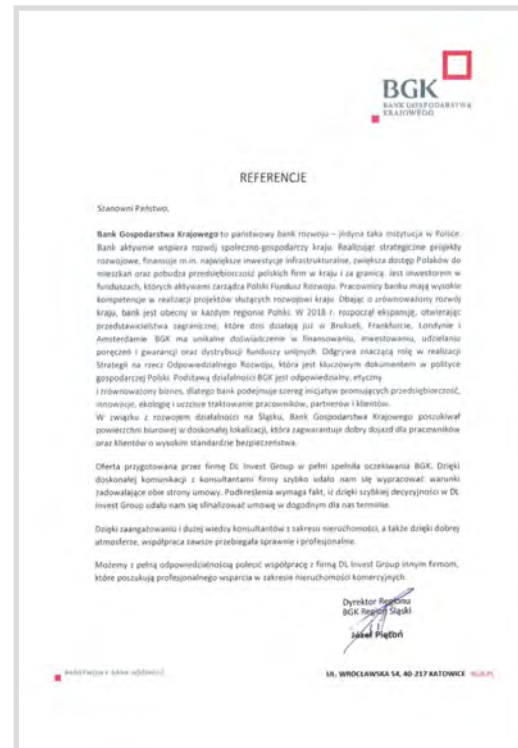 BGK
BANK GOSPODARSTWA
KRAJOWEGO
REFERENCJE
Szanowni Państwo,
Bank Gospodarstwa Krajowego to państwowy bank rozwoju – jedyna taka instytucja w Polsce.
Bank aktywnie wspiera rozwój społeczno-gospodarczy kraju. Realizując strategiczne projekty
rozwojowe, finansuje m.in. największe inwestycje infrastrukturalne, zwiększa dostęp Polaków do
mieszkań oraz pobudza przedsiębiorczość polskich firm w kraju i za granicą. Jest inwestorem w
funduszach, których aktywami zarządza Polski Fundusz Rozwoju. Pracownicy banku mają wysokie
kompetencje w realizacji projektów służących rozwojowi kraju. Dbając o zrównoważony rozwój
kraju, bank jest obecny w każdym regionie Polski. W 2018 r. rozpoczął ekspansję, otwierając
przedstawicielstwa zagraniczne, które dziś działają już w Brukseli, Frankfurcie, Londynie i
Amsterdamie. BGK ma unikalne doświadczenie w finansowaniu, inwestowaniu, udzielaniu
poręczeń i gwarancji oraz dystrybucji funduszy unijnych. Odgrywa znaczącą rolę w realizacji
Strategii na rzecz Odpowiedzialnego Rozwoju, która jest kluczowym dokumentem w polityce
gospodarczej Polski. Podstawą działalności BGK jest odpowiedzialny, etyczny
i zrównoważony biznes, dlatego bank podejmuje szereg inicjatyw promujących przedsiębiorczość,
innowacje, ekologię i uczciwe traktowanie pracowników, partnerów i klientów.
W związku z rozwojem działalności na Śląsku, Bank Gospodarstwa Krajowego poszukiwał
powierzchni biurowej w doskonałej lokalizacji, która zagwarantuje dobry dojazd dla pracowników
oraz klientów o wysokim standardzie bezpieczeństwa.
Oferta przygotowana przez firmę DL Invest Group w pełni spełniła oczekiwania BGK. Dzięki
doskonałej komunikacji z konsultantami firmy szybko udało nam się wypracować warunki
zadowalające obie strony umowy. Podkreślenia wymaga fakt, iż dzięki szybkiej decyzyjności w DL
Invest Group udało nam się sfinalizować umowę w dogodnym dla nas terminie.
Dzięki zaangażowaniu i dużej wiedzy konsultantów z zakresu nieruchomości, a także dzięki dobrej
atmosferze, współpraca zawsze przebiegała sprawnie i profesjonalnie.
Możemy z pełną odpowiedzialnością polecić współpracę z firmą DL Invest Group innym firmom,
które poszukują profesjonalnego wsparcia w zakresie nieruchomości komercyjnych.
Dyrektor Regionu
BGK Region Śląski
Józef Piętoń
PAŃSTWOWY BANK ROZWOJU
UL. WROCŁAWSKA 54, 40-217 KATOWICE BGK.PL